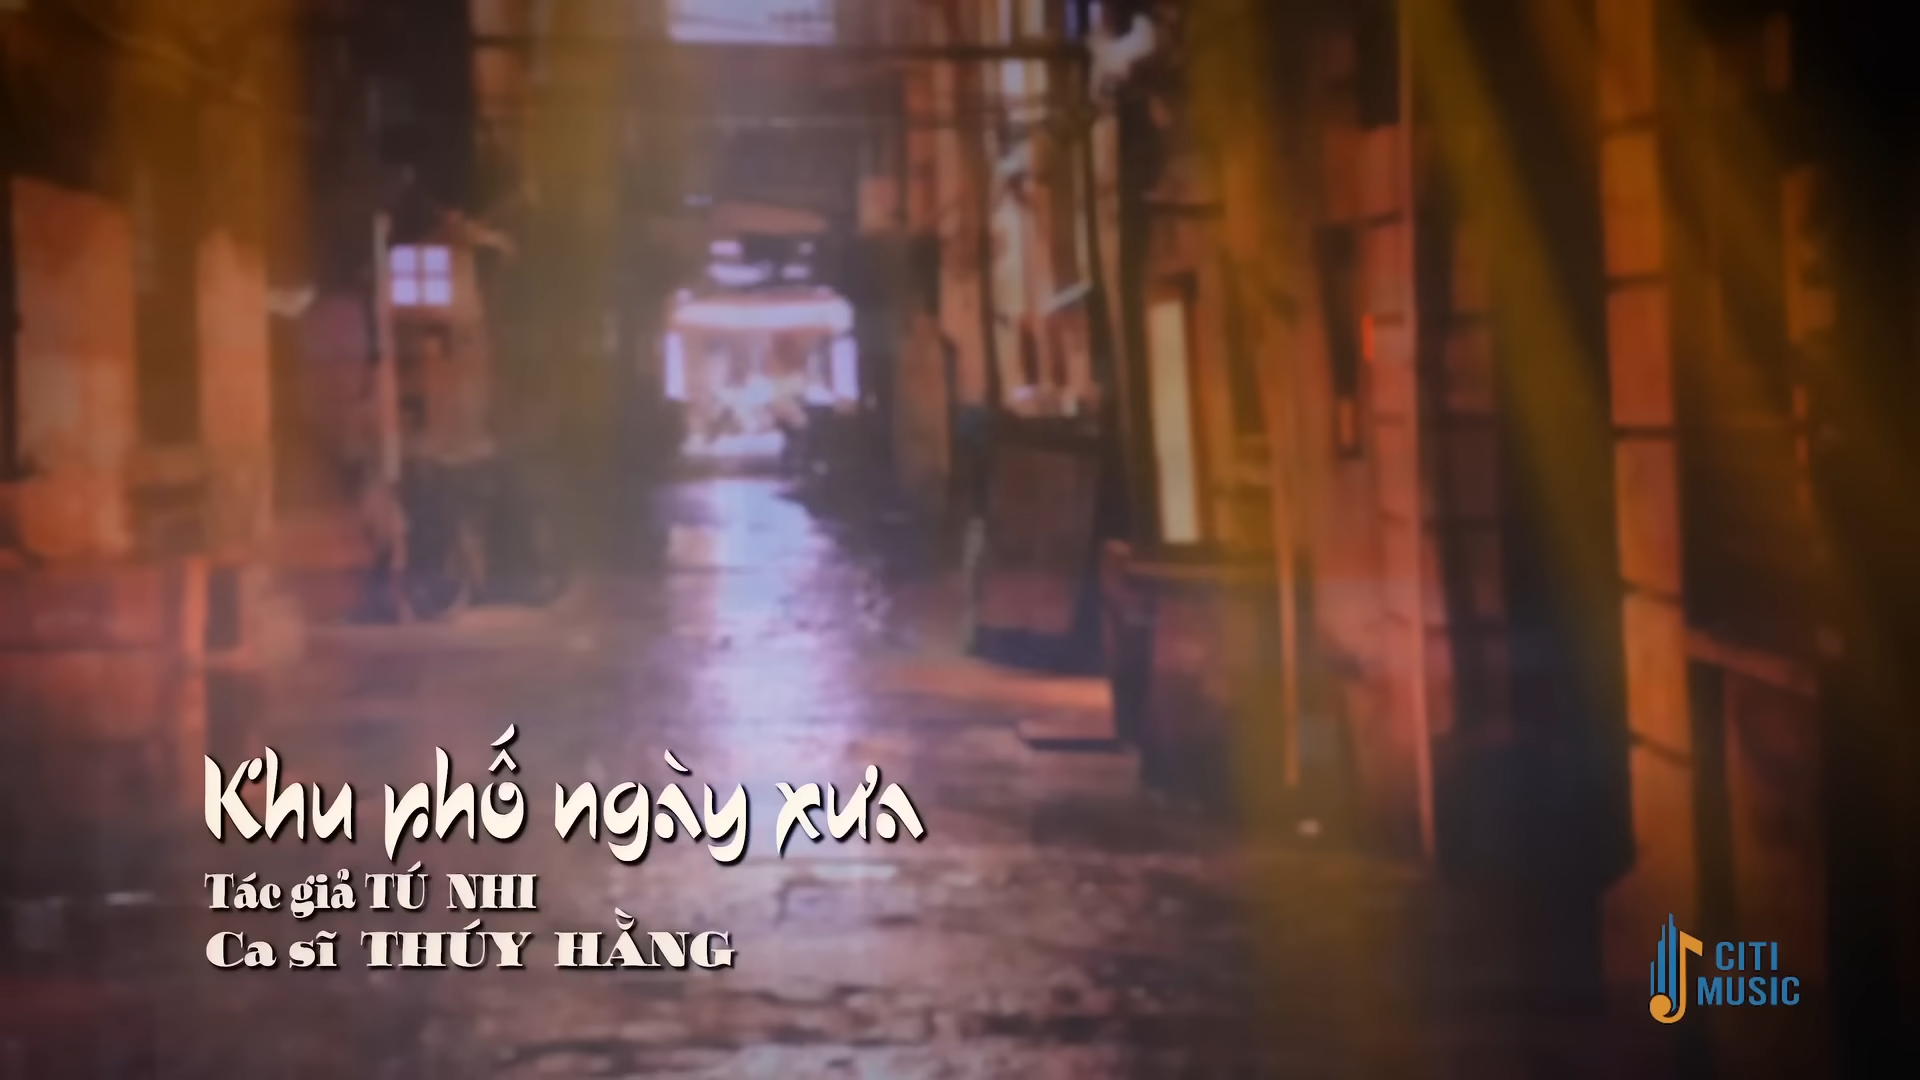 Khu phố ngày xưa
Tác giả TÚ NHI
Ca sĩ THÚY HẰNG
CITI
MUSIC